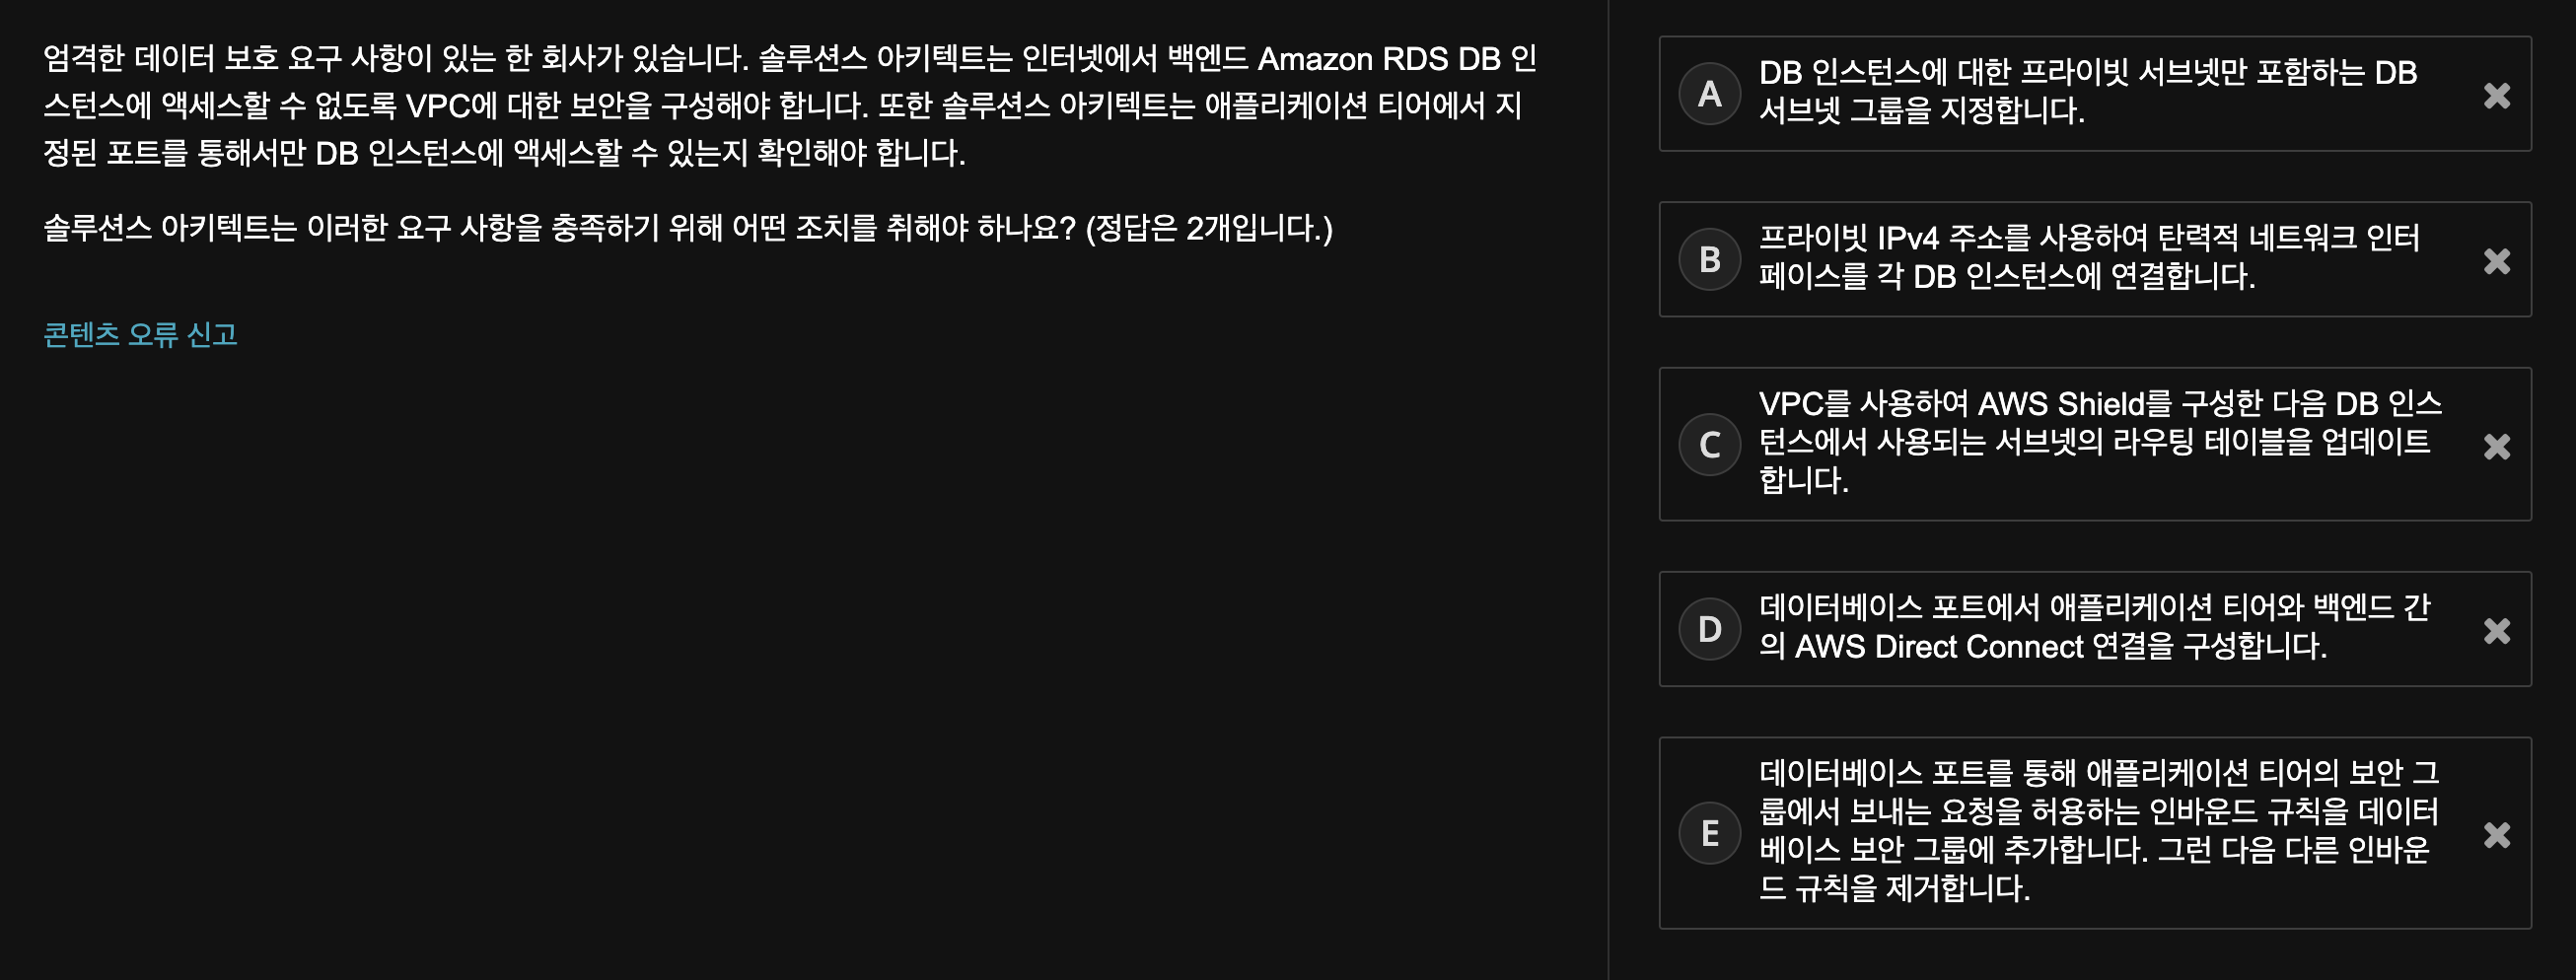 엄격한 데이터 보호 요구 사항이 있는 한 회사가 있습니다. 솔루션스 아키텍트는 인터넷에서 백엔드 Amazon RDS DB 인
스턴스에 액세스할 수 없도록 VPC에 대한 보안을 구성해야 합니다. 또한 솔루션스 아키텍트는 애플리케이션 티어에서 지
정된 포트를 통해서만 DB 인스턴스에 액세스할 수 있는지 확인해야 합니다.
솔루션스 아키텍트는 이러한 요구 사항을 충족하기 위해 어떤 조치를 취해야 하나요? (정답은 2개입니다.)
콘텐츠 오류 신고
A
DB 인스턴스에 대한 프라이빗 서브넷만 포함하는 DB
서브넷 그룹을 지정합니다.
B
프라이빗 IPv4 주소를 사용하여 탄력적 네트워크 인터
페이스를 각 DB 인스턴스에 연결합니다.
C
VPC를 사용하여 AWS Shield를 구성한 다음 DB 인스
턴스에서 사용되는 서브넷의 라우팅 테이블을 업데이트
합니다.
D
데이터베이스 포트에서 애플리케이션 티어와 백엔드 간
의 AWS Direct Connect 연결을 구성합니다.
E
데이터베이스 포트를 통해 애플리케이션 티어의 보안 그
룹에서 보내는 요청을 허용하는 인바운드 규칙을 데이터
베이스 보안 그룹에 추가합니다. 그런 다음 다른 인바운
드 규칙을 제거합니다.